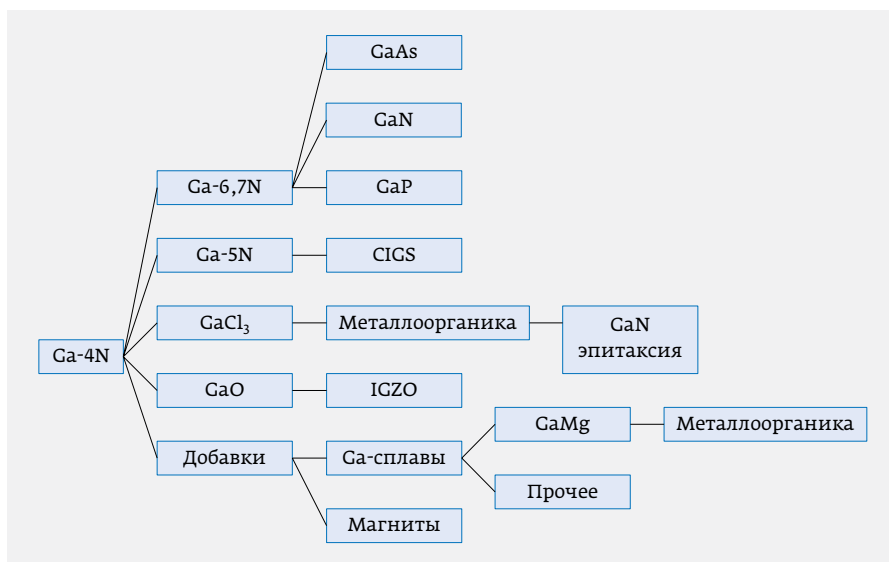 GaAs
GaN
Ga-6,7N
GaP
Ga-5N
CIGS
GaCl₃
Металлоорганика
GaN
эпитаксия
Ga-4N
GaO
IGZO
GaMg
Металлоорганика
Добавки
Ga-сплавы
Прочее
Магниты